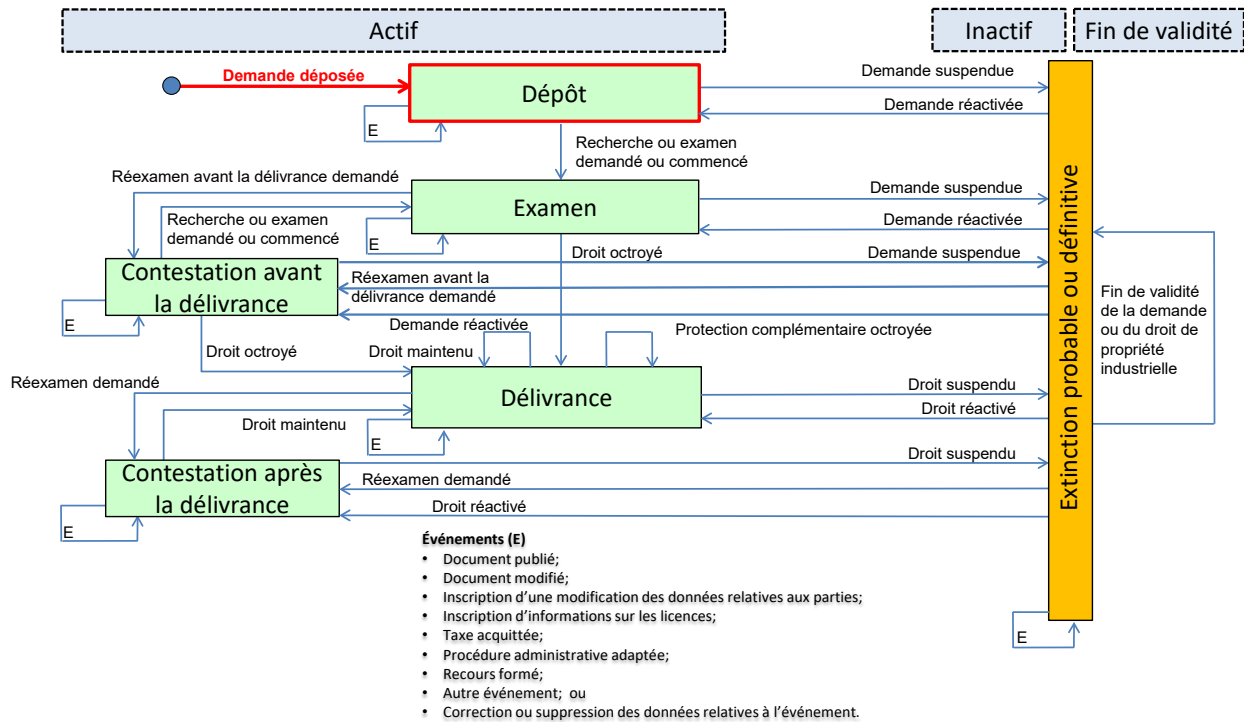 Actif
Inactif
Fin de validité
Demande déposée
Dépôt
Demande suspendue
Demande réactivée
E
Recherche ou examen
demandé ou commencé
Réexamen avant la délivrance demandé
Examen
Demande suspendue
Demande réactivée
Recherche ou examen
demandé ou commencé
E
Droit octroyé
Demande suspendue
Contestation avant
la délivrance
Réexamen avant la
délivrance demandé
E
Demande réactivée
Protection complémentaire octroyée
Droit octroyé
Droit maintenu
Fin de validité
de la demande
ou du droit de
propriété
industrielle
Extinction probable ou définitive
Réexamen demandé
Délivrance
Droit suspendu
Droit réactivé
Droit maintenu
E
Droit suspendu
Contestation après
la délivrance
Réexamen demandé
Droit réactivé
E
Événements (E)
• Document publié;
• Document modifié;
• Inscription d’une modification des données relatives aux parties;
• Inscription d’informations sur les licences;
• Taxe acquittée;
• Procédure administrative adaptée;
• Recours formé;
• Autre événement; ou
• Correction ou suppression des données relatives à l’événement.
E